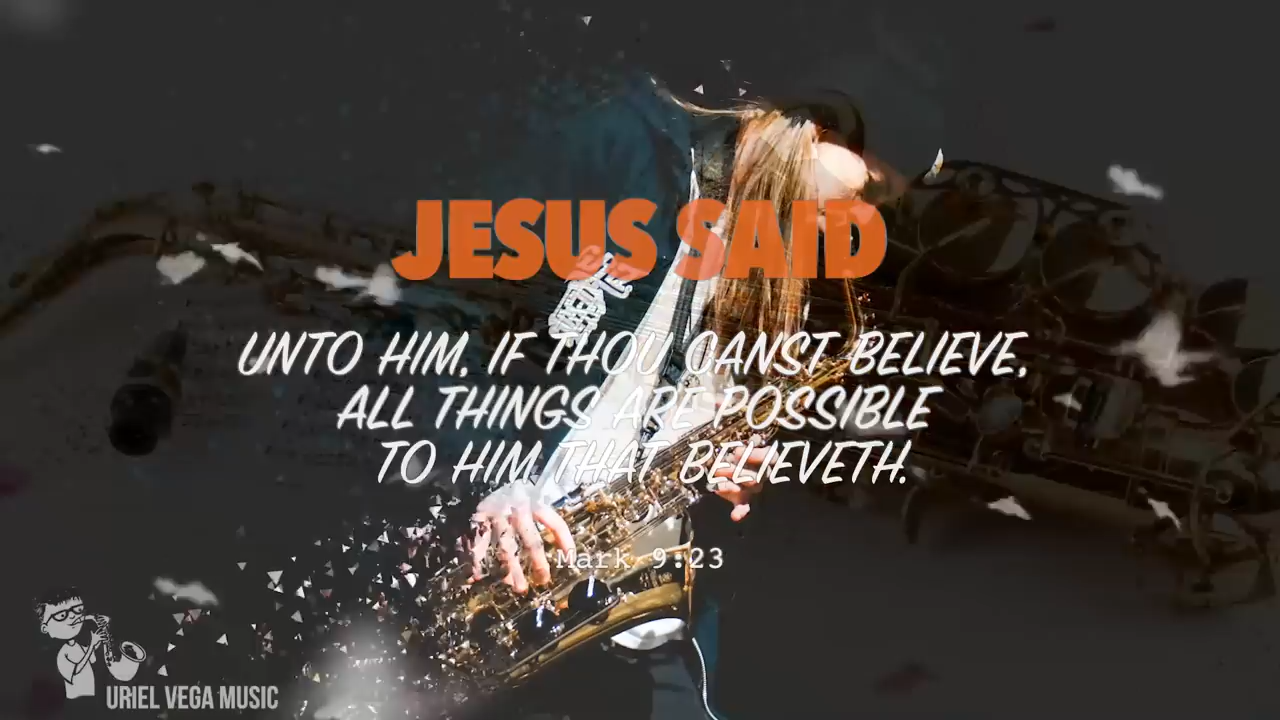 JESUS SAID
UNTO HIM, IF THOU CANST BELIEVE,
ALL THINGS ARE POSSIBLE
TO HIM THAT BELIEVETH.
Mark 9:23
URIEL VEGA MUSIC